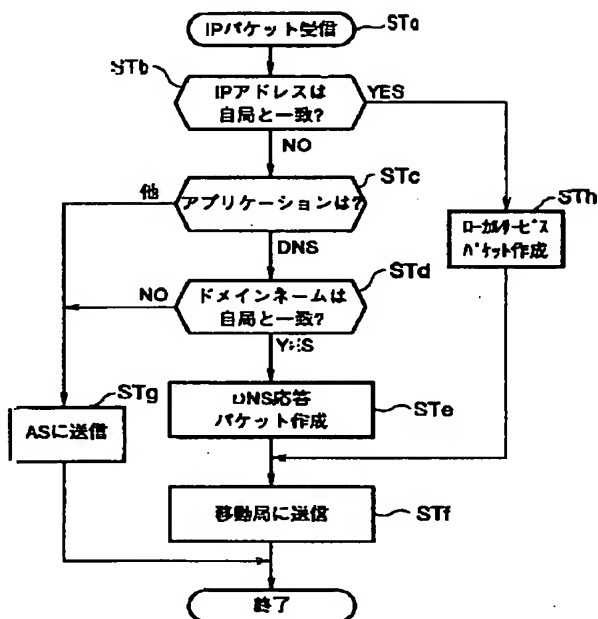 IPパケット受信
STa
STb
IPアドレスは
自局と一致?
YES
NO
STc
他
アプリケーションは?
STh
ローカルサービス
パケット作成
DNS
STd
NO
ドメインネームは
自局と一致?
YES
STg
DNS応答
パケット作成
STe
ASに送信
移動局に送信
STf
終了